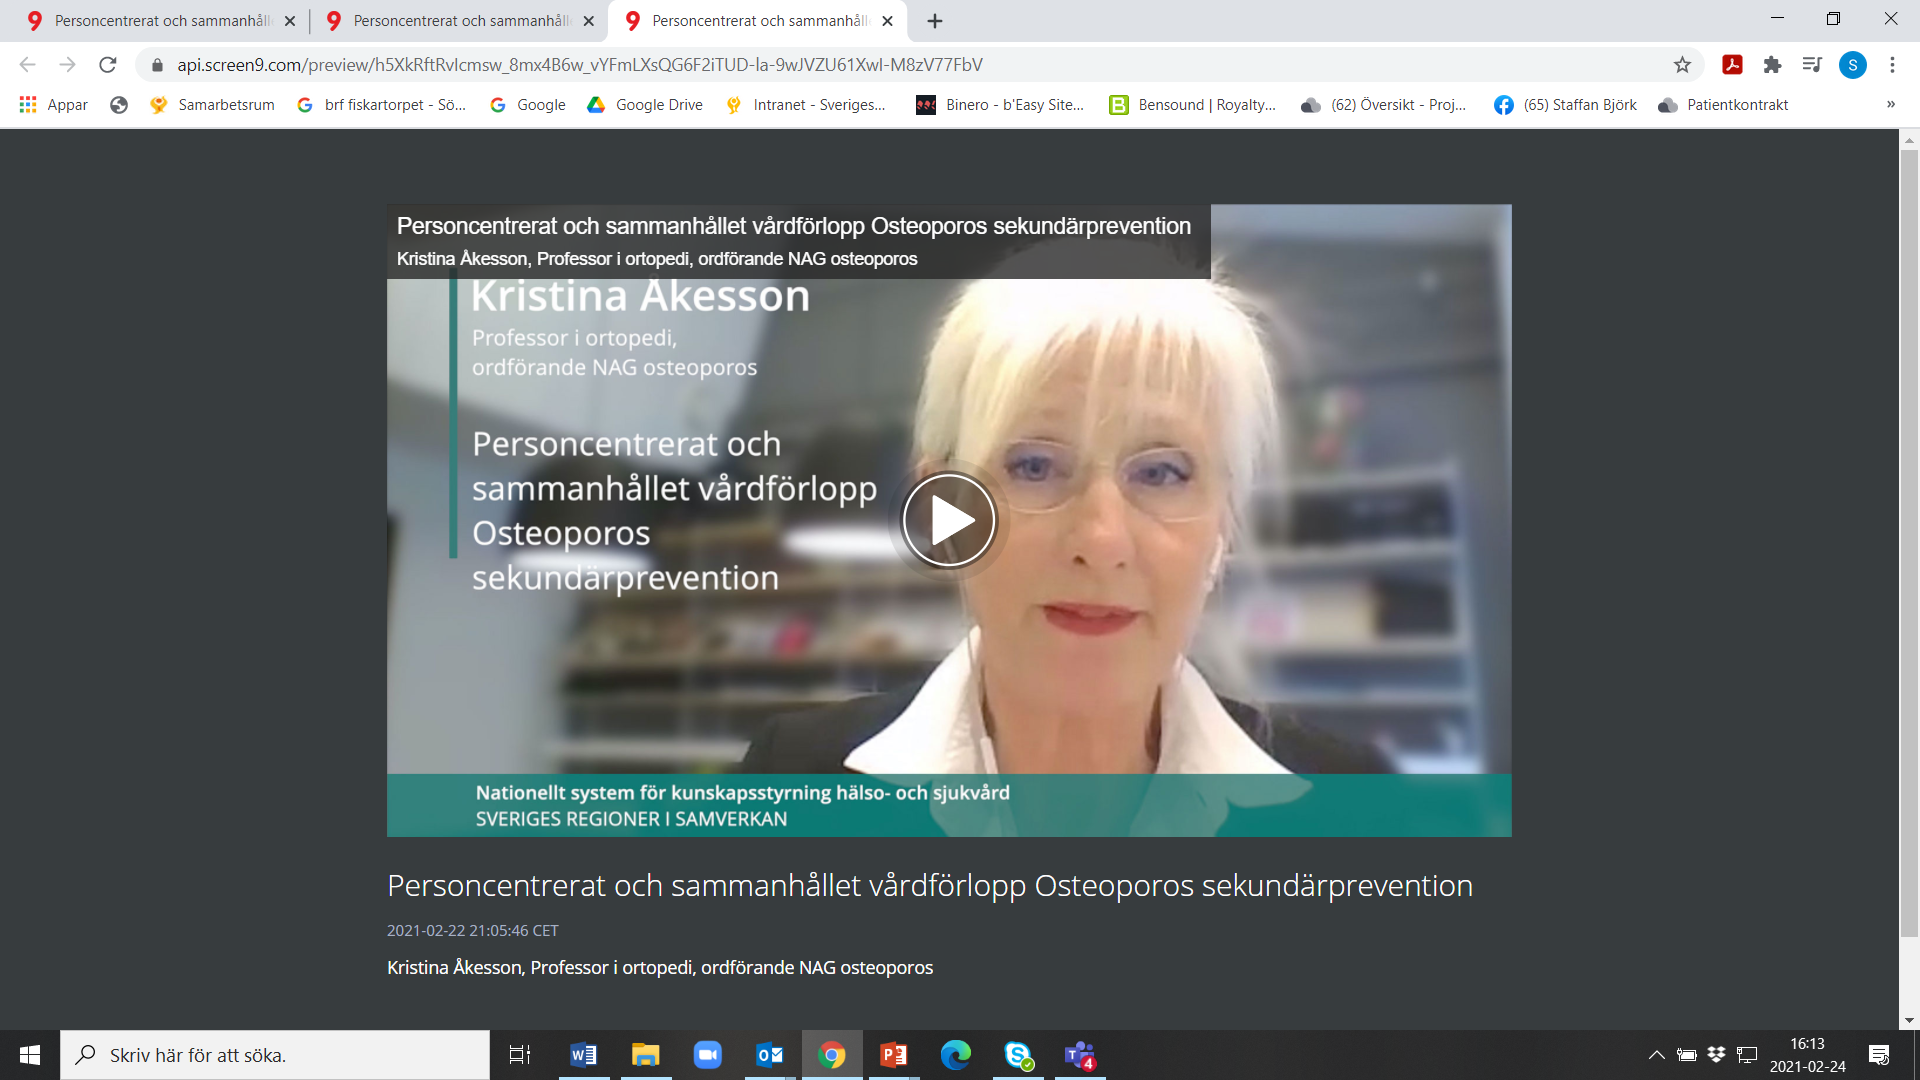 Personcentrerat och sammanhåll
Personcentrerat och sammanhåll
Personcentrerat och sammanhåll
api.screen9.com/preview/h5XkRftRvIcmsw_8mx4B6w_vYFmLXsQG6F2iTUD-la-9wJVZU61XwI-M8zV77FbV
S
Appar
Samarbetsrum
brf fiskartorpet - Sö...
Google
Google Drive
Intranet - Sveriges...
Binero - b'Easy Site...
Bensound | Royalty...
(62) Översikt - Proj...
(65) Staffan Björk
Patientkontrakt
»
Personcentrerat och sammanhållet vårdförlopp Osteoporos sekundärprevention
Kristina Åkesson, Professor i ortopedi, ordförande NAG osteoporos
Kristina Åkesson
Professor i ortopedi,
ordförande NAG osteoporos
Personcentrerat och
sammanhållet vårdförlopp
Osteoporos
sekundärprevention
Nationellt system för kunskapsstyrning hälso- och sjukvård
SVERIGES REGIONER I SAMVERKAN
Personcentrerat och sammanhållet vårdförlopp Osteoporos sekundärprevention
2021-02-22 21:05:46 CET
Kristina Åkesson, Professor i ortopedi, ordförande NAG osteoporos
Skriv här för att söka.
4
16:13
2021-02-24